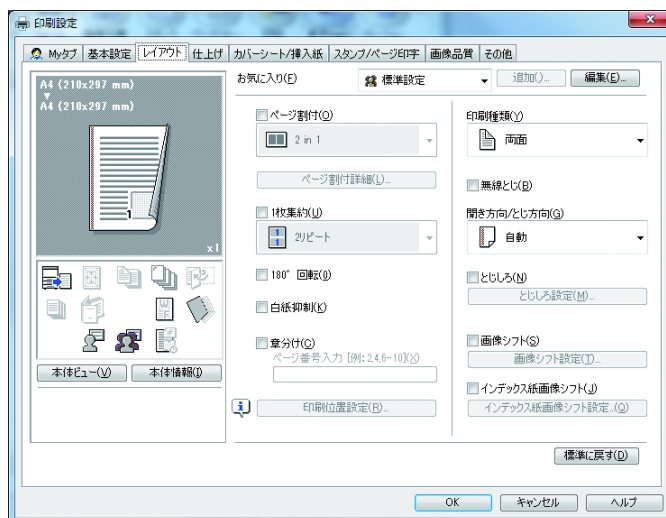 印刷設定
Myタブ 基本設定 レイアウト 仕上げ カバーシート/挿入紙 スタンプ/ページ印字 画像品質 その他
A4 (210x297 mm)
A4 (210x297 mm)
1
x1
本体ビュー(V) 本体情報(I)
お気に入り(F) 標準設定 追加().. 編集(E)...
ページ割付(O)
2 in 1
ページ割付詳細(L)...
1枚集約(U)
1
1
2リピート
180° 回転(I)
白紙抑制(K)
章分け(C)
ページ番号入力 [例: 2,4,6-10](X)
印刷位置設定(R)...
印刷種類(Y)
両面
無線とじ(B)
開き方向/とじ方向(G)
自動
とじしろ(N)
とじしろ設定(M)...
画像シフト(S)
画像シフト設定(T)...
インデックス紙画像シフト(J)
インデックス紙画像シフト設定..(Q)
標準に戻す(D)
OK キャンセル ヘルプ